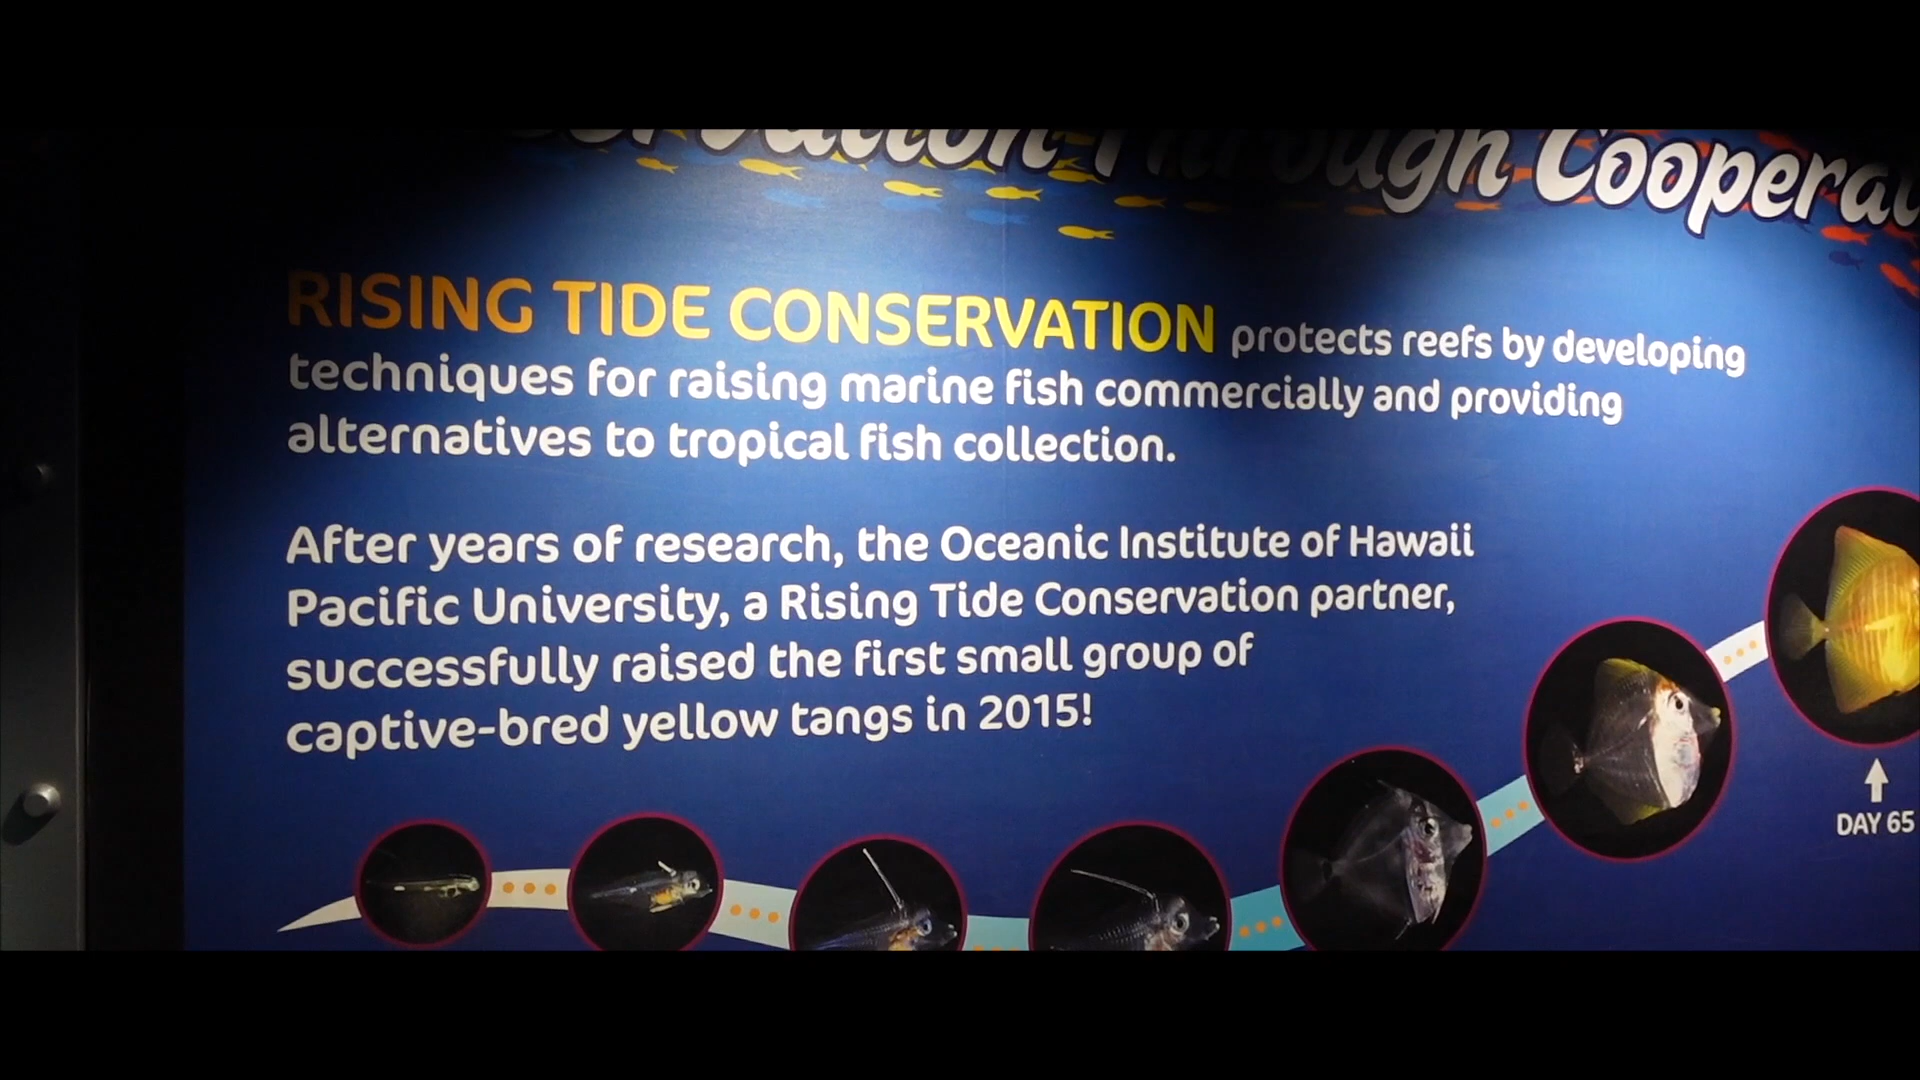 Through Cooperat
RISING TIDE CONSERVATION protects reefs by developing
techniques for raising marine fish commercially and providing
alternatives to tropical fish collection.
After years of research, the Oceanic Institute of Hawaii
Pacific University, a Rising Tide Conservation partner,
successfully raised the first small group of
captive-bred yellow tangs in 2015!
DAY 65